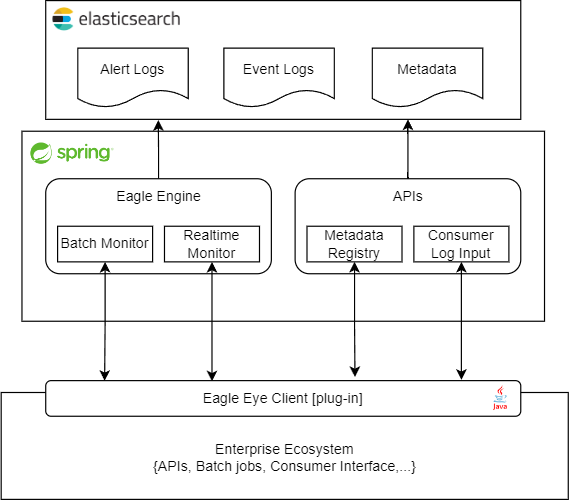 elasticsearch
Alert Logs
Event Logs
Metadata
spring
Eagle Engine
APIs
Batch Monitor
Realtime
Monitor
Metadata
Registry
Consumer
Log Input
Eagle Eye Client [plug-in]
Java
Enterprise Ecosystem
{APIs, Batch jobs, Consumer Interface,...}